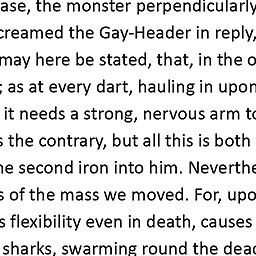 ase, the monster perpendicularly
creamed the Gay-Header in reply,
may here be stated, that, in the o
; as at every dart, hauling in upon
it needs a strong, nervous arm to
s the contrary, but all this is both
he second iron into him. Neverthe
s of the mass we moved. For, upo
s flexibility even in death, causes
sharks, swarming round the dead